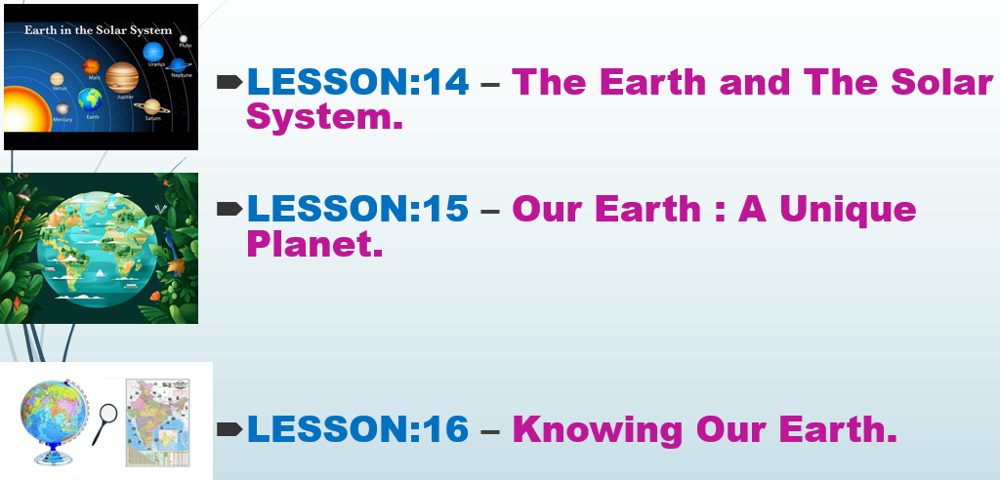 Earth in the Solar System
Pluto
Uranus
Neptune
Mars
Venus
Jupiter
Mercury
Earth
Saturn
LESSON:14 – The Earth and The Solar
System.
LESSON:15 – Our Earth : A Unique
Planet.
LESSON:16 – Knowing Our Earth.